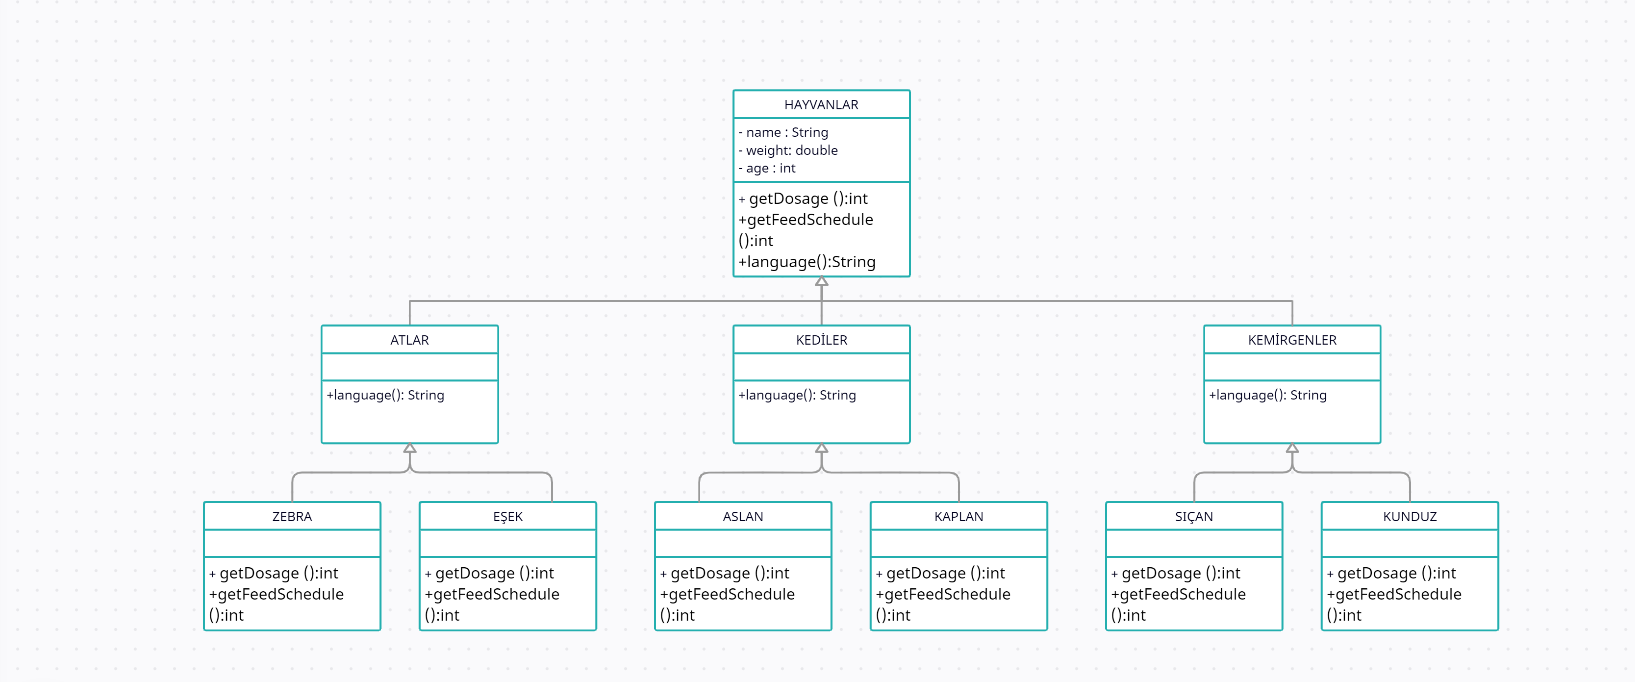 HAYVANLAR
- name : String
- weight: double
- age : int
+ getDosage ():int
+getFeedSchedule
():int
+language():String
ATLAR
+language(): String
KEDİLER
+language(): String
KEMİRGENLER
+language(): String
ZEBRA
+ getDosage ():int
+getFeedSchedule
():int
EŞEK
+ getDosage ():int
+getFeedSchedule
():int
ASLAN
+ getDosage ():int
+getFeedSchedule
():int
KAPLAN
+ getDosage ():int
+getFeedSchedule
():int
SIÇAN
+ getDosage ():int
+getFeedSchedule
():int
KUNDUZ
+ getDosage ():int
+getFeedSchedule
():int